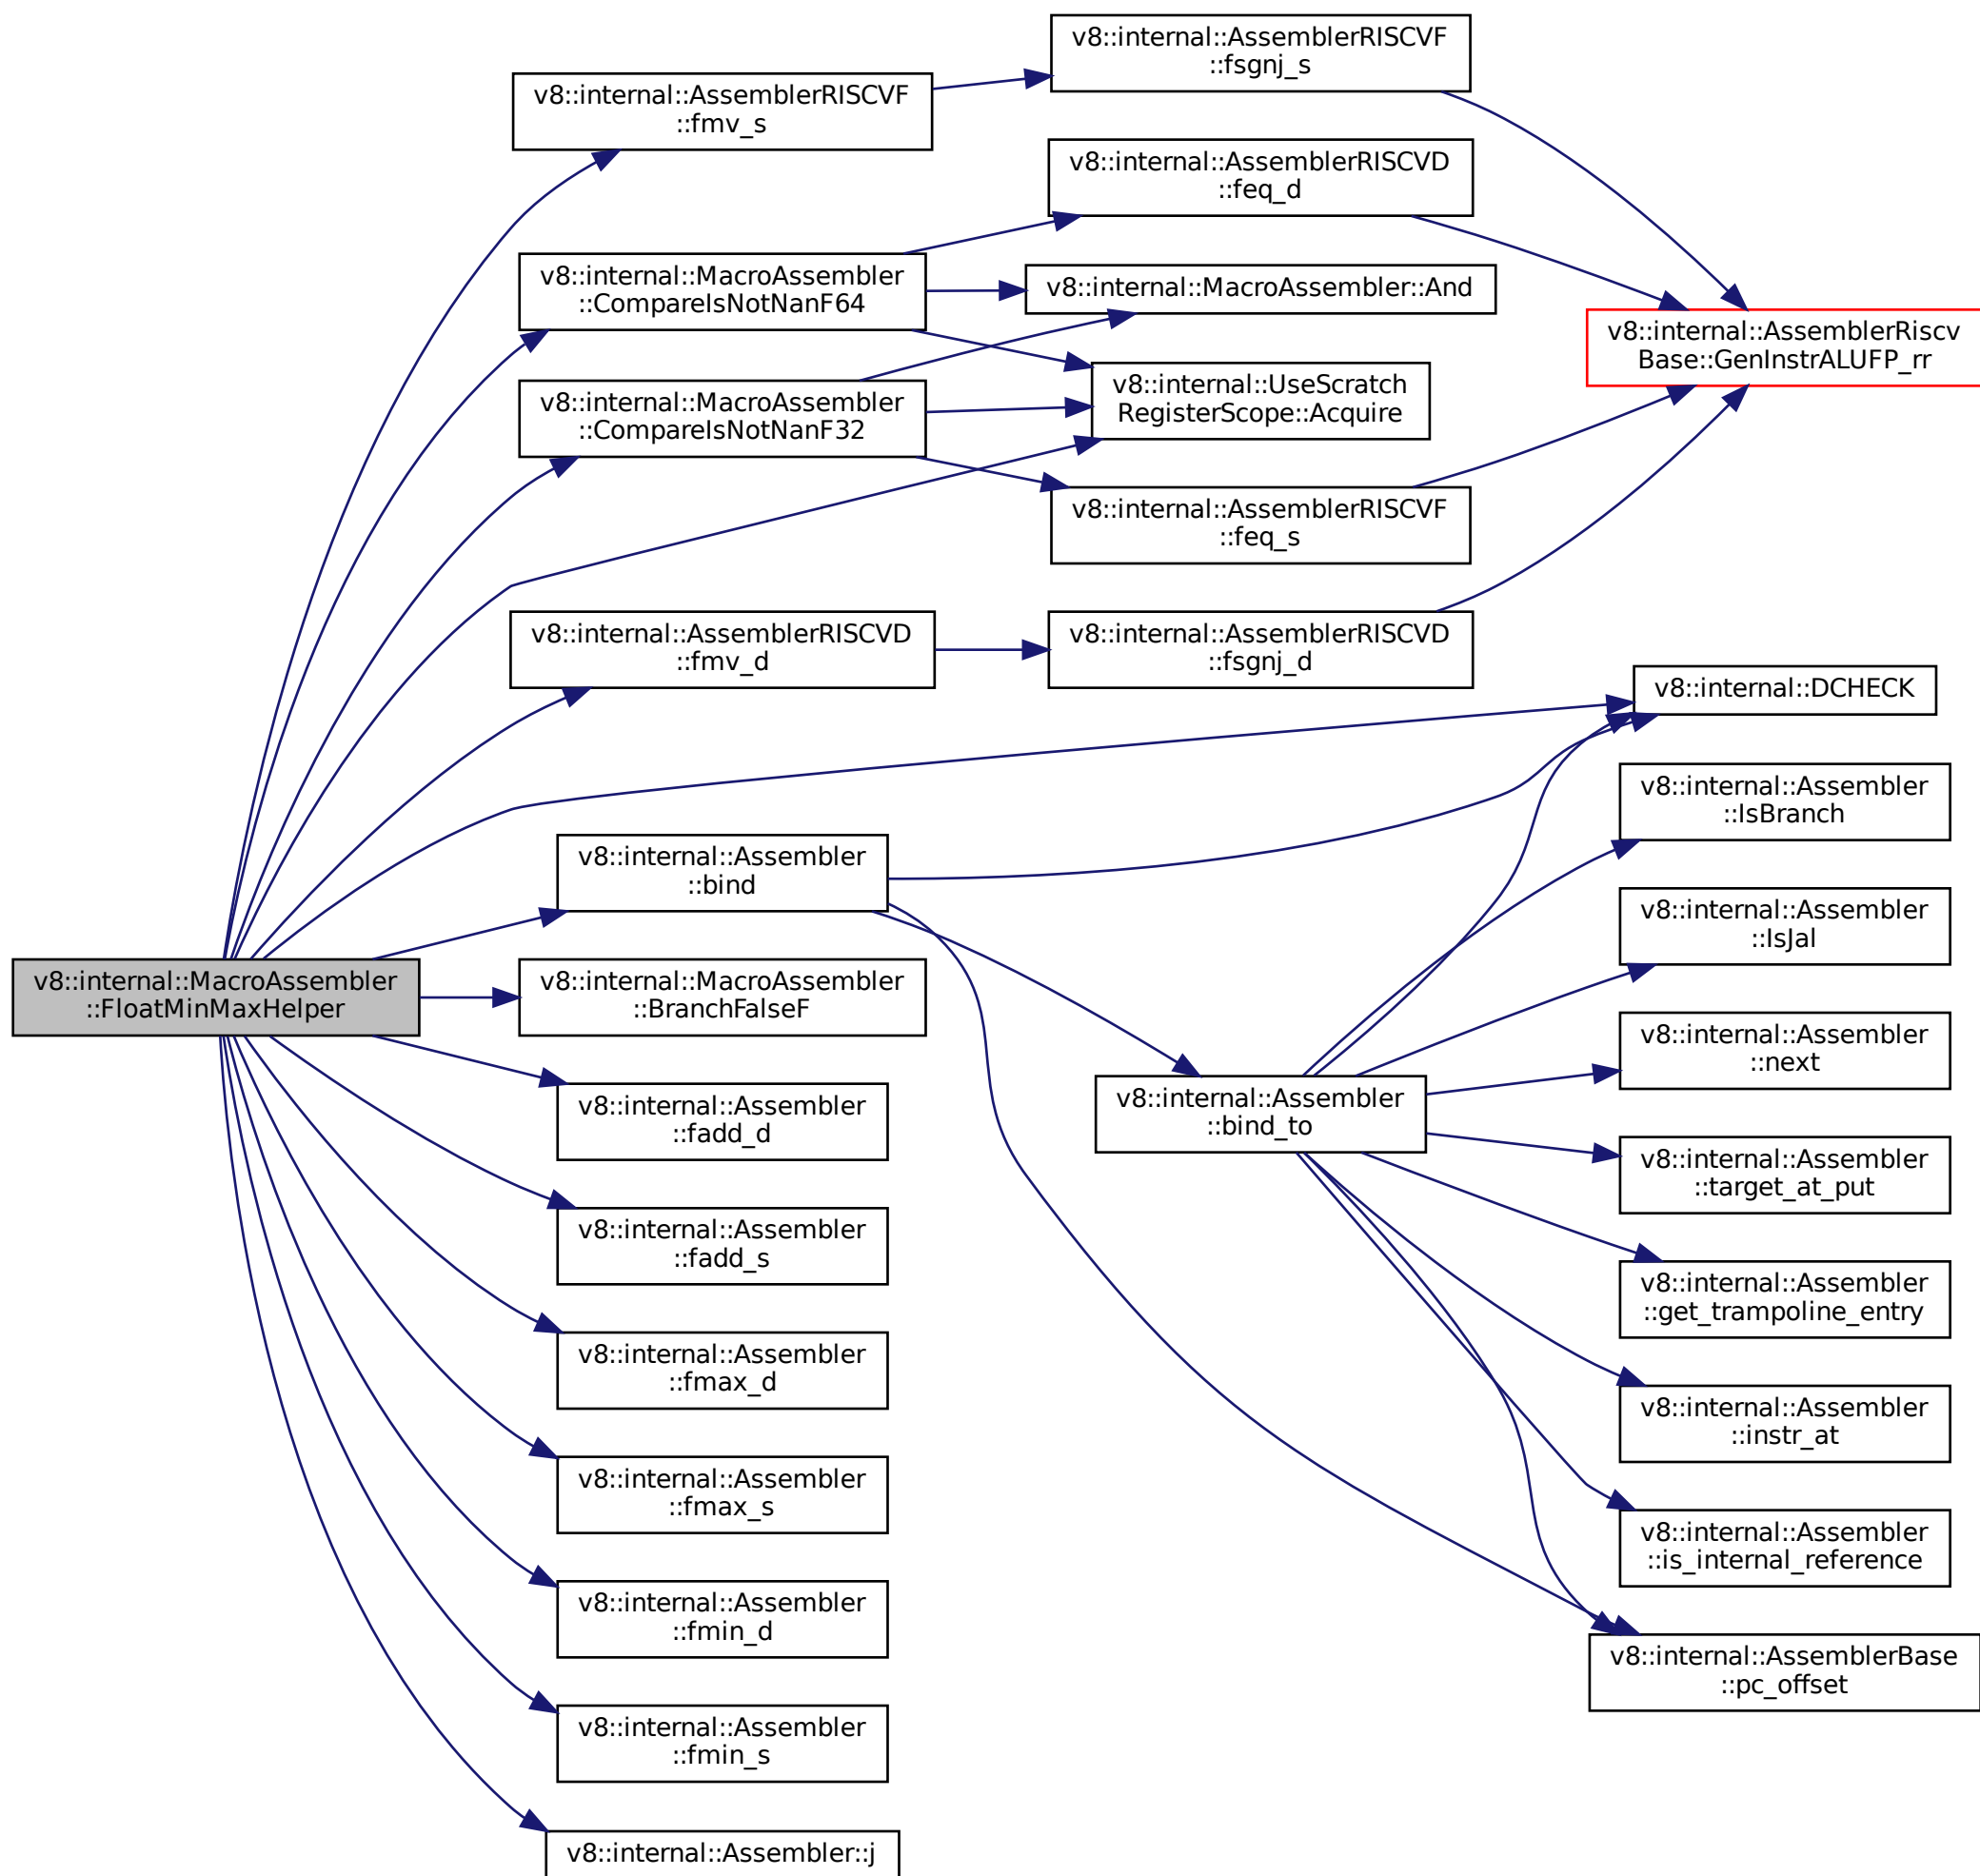 v8::internal::MacroAssembler
::FloatMinMaxHelper
v8::internal::AssemblerRISCVF
::fmv_s
v8::internal::MacroAssembler
::CompareIsNotNanF64
v8::internal::MacroAssembler
::CompareIsNotNanF32
v8::internal::AssemblerRISCVD
::fmv_d
v8::internal::Assembler
::bind
v8::internal::MacroAssembler
::BranchFalseF
v8::internal::Assembler
::fadd_d
v8::internal::Assembler
::fadd_s
v8::internal::Assembler
::fmax_d
v8::internal::Assembler
::fmax_s
v8::internal::Assembler
::fmin_d
v8::internal::Assembler
::fmin_s
v8::internal::Assembler::j
v8::internal::AssemblerRISCVF
::fsgnj_s
v8::internal::AssemblerRISCVD
::feq_d
v8::internal::MacroAssembler::And
v8::internal::UseScratch
RegisterScope::Acquire
v8::internal::AssemblerRISCVF
::feq_s
v8::internal::AssemblerRISCVD
::fsgnj_d
v8::internal::Assembler
::bind_to
v8::internal::AssemblerRiscv
Base::GenInstrALUFP_rr
v8::internal::DCHECK
v8::internal::Assembler
::IsBranch
v8::internal::Assembler
::IsJal
v8::internal::Assembler
::next
v8::internal::Assembler
::target_at_put
v8::internal::Assembler
::get_trampoline_entry
v8::internal::Assembler
::instr_at
v8::internal::Assembler
::is_internal_reference
v8::internal::AssemblerBase
::pc_offset